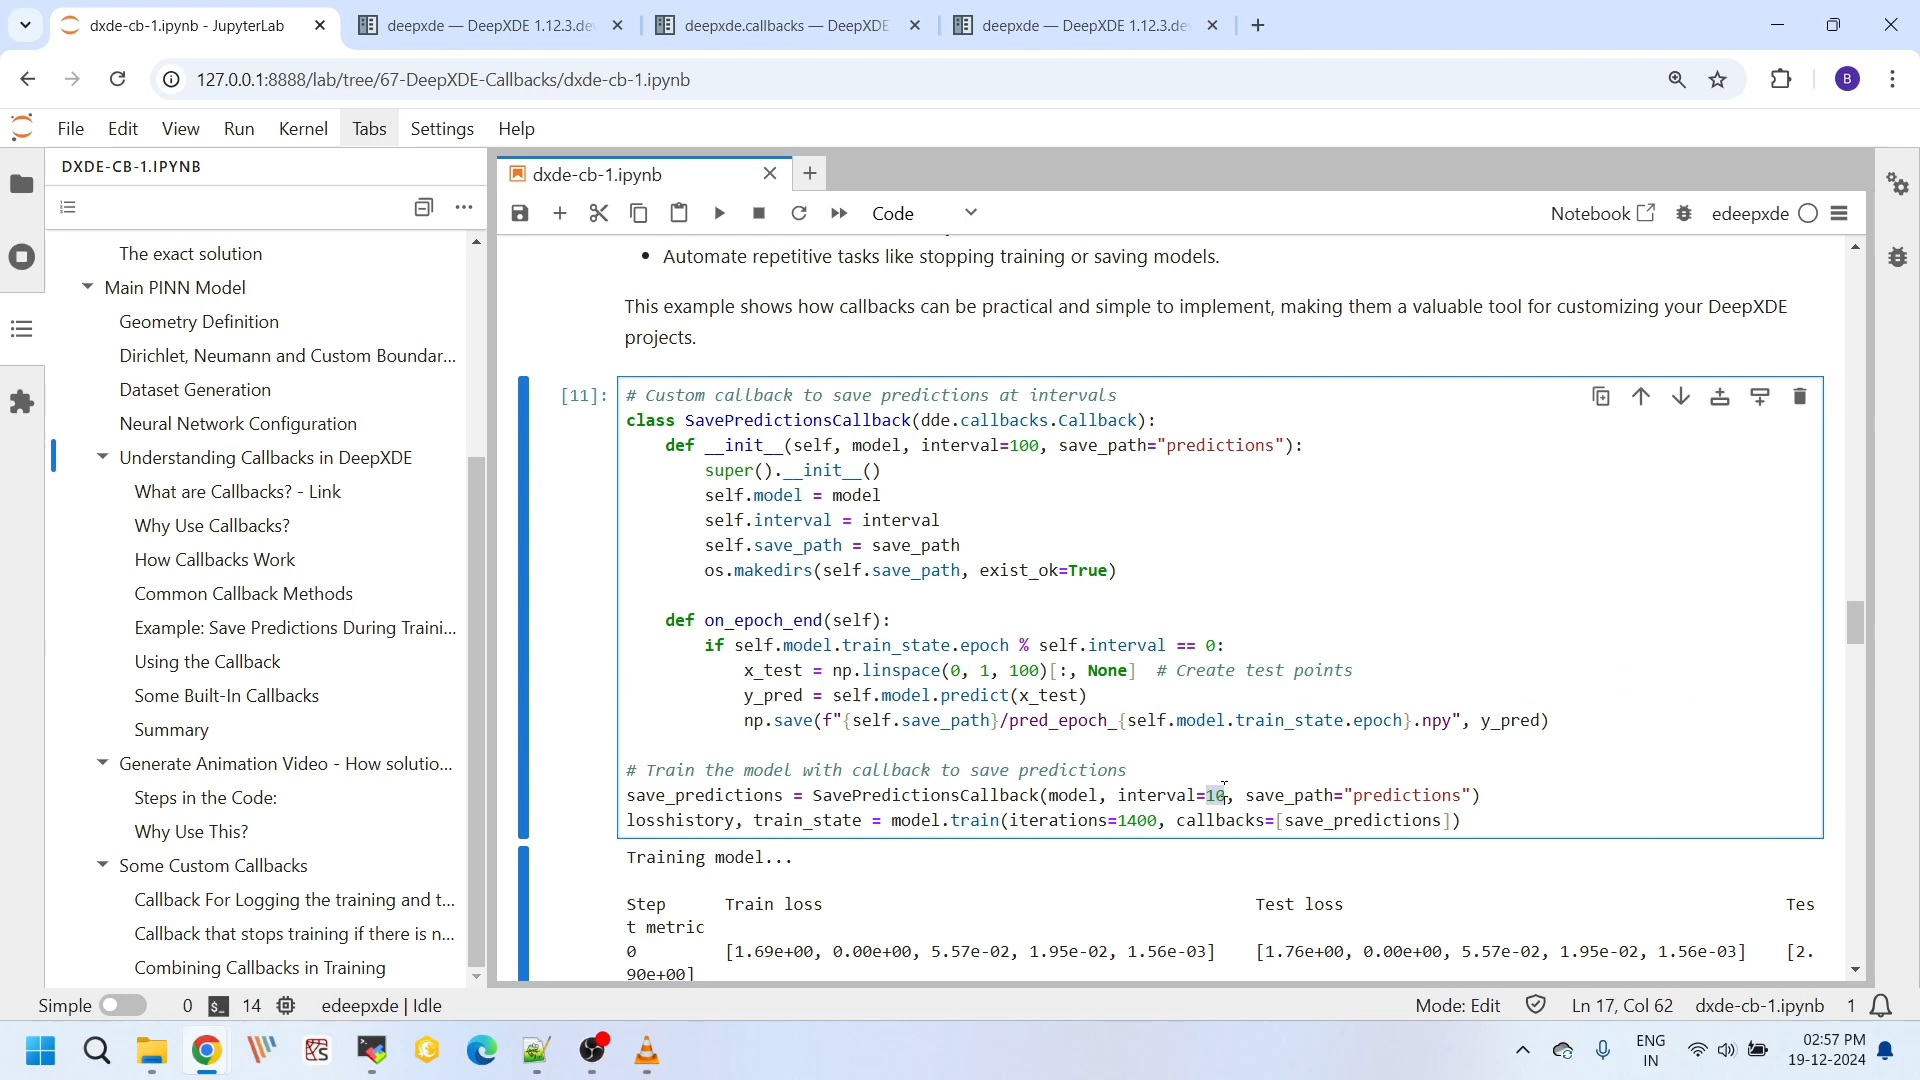 dxde-cb-1.ipynb - JupyterLab
deepxde — DeepXDE 1.12.3.de
deepxde.callbacks — DeepXDE
deepxde — DeepXDE 1.12.3.de
127.0.0.1:8888/lab/tree/67-DeepXDE-Callbacks/dxde-cb-1.ipynb
B
File Edit View Run Kernel Tabs Settings Help
DXDE-CB-1.IPYNB
dxde-cb-1.ipynb
Code
Notebook
edeepxde
The exact solution
Main PINN Model
Geometry Definition
Dirichlet, Neumann and Custom Boundar...
Dataset Generation
Neural Network Configuration
Understanding Callbacks in DeepXDE
What are Callbacks? - Link
Why Use Callbacks?
How Callbacks Work
Common Callback Methods
Example: Save Predictions During Traini...
Using the Callback
Some Built-In Callbacks
Summary
Generate Animation Video - How solutio...
Steps in the Code:
Why Use This?
Some Custom Callbacks
Callback For Logging the training and t...
Callback that stops training if there is n...
Combining Callbacks in Training
• Automate repetitive tasks like stopping training or saving models.
This example shows how callbacks can be practical and simple to implement, making them a valuable tool for customizing your DeepXDE
projects.
[11]:
# Custom callback to save predictions at intervals
class SavePredictionsCallback(dde.callbacks.Callback):
def __init__(self, model, interval=100, save_path="predictions"):
super().__init__()
self.model = model
self.interval = interval
self.save_path = save_path
os.makedirs(self.save_path, exist_ok=True)
def on_epoch_end(self):
if self.model.train_state.epoch % self.interval == 0:
x_test = np.linspace(0, 1, 100)[:, None]  # Create test points
y_pred = self.model.predict(x_test)
np.save(f"{self.save_path}/pred_epoch_{self.model.train_state.epoch}.npy", y_pred)
# Train the model with callback to save predictions
save_predictions = SavePredictionsCallback(model, interval=10, save_path="predictions")
losshistory, train_state = model.train(iterations=1400, callbacks=[save_predictions])
Training model...
Step Train loss Test loss Tes
t metric
0 [1.69e+00, 0.00e+00, 5.57e-02, 1.95e-02, 1.56e-03] [1.76e+00, 0.00e+00, 5.57e-02, 1.95e-02, 1.56e-03] [2.
90e+00]
Simple 0 14 edeepxde | Idle
Mode: Edit Ln 17, Col 62 dxde-cb-1.ipynb 1
ENG
IN
02:57 PM
19-12-2024